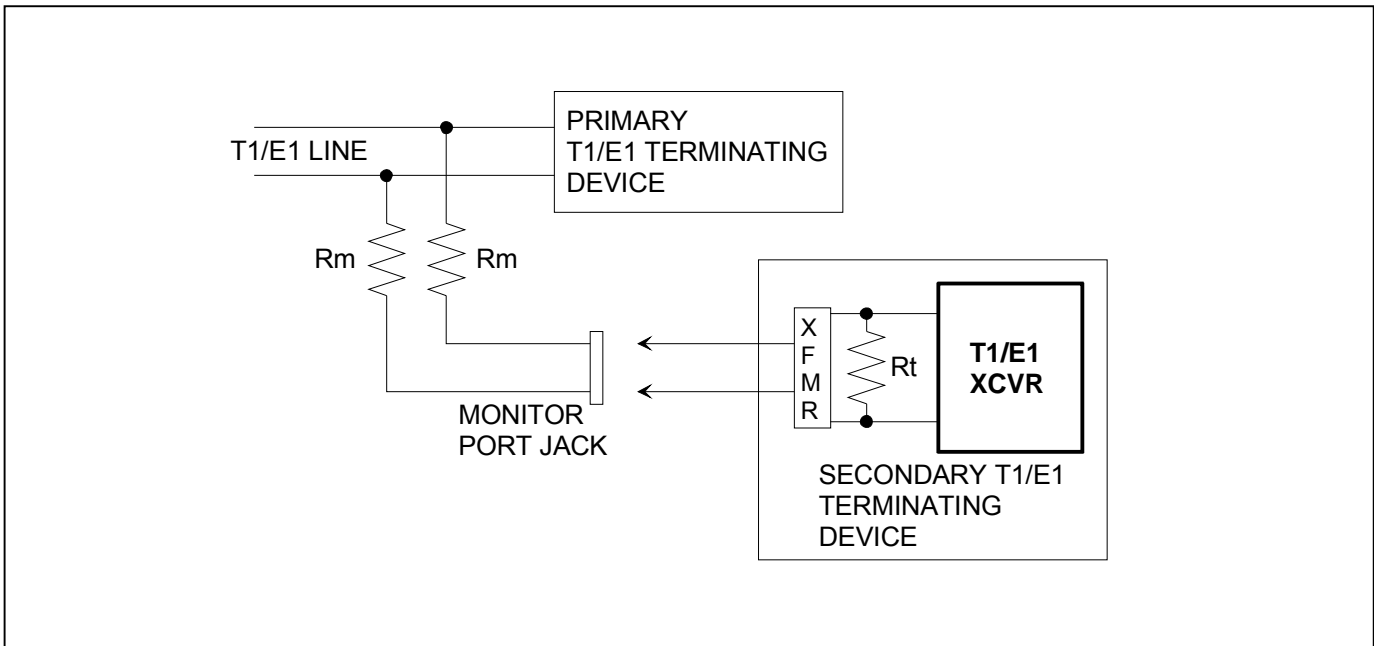 PRIMARY
T1/E1 TERMINATING
DEVICE
T1/E1 LINE
Rm
Rm
MONITOR
PORT JACK
X
F
M
R
Rt
T1/E1
XCVR
SECONDARY T1/E1
TERMINATING
DEVICE